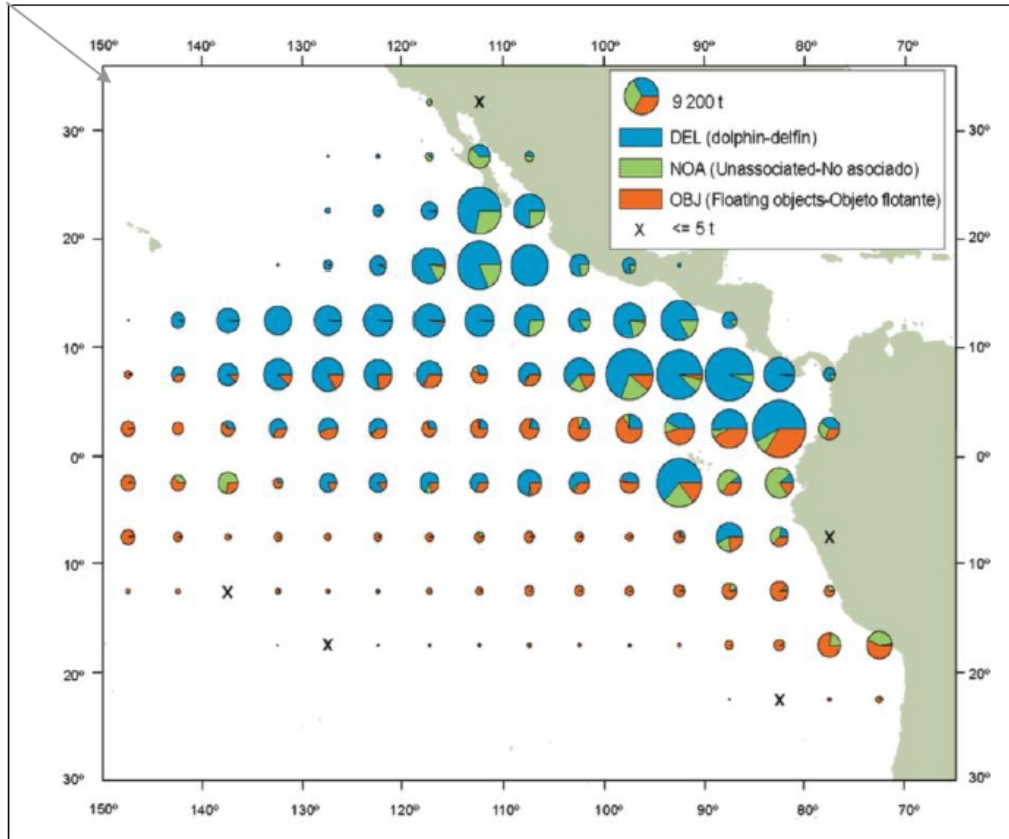 150° 140° 130° 120° 110° 100° 90° 80° 70°
9 200 t
DEL (dolphin-delfín)
NOA (Unassociated-No asociado)
OBJ (Floating objects-Objeto flotante)
x <= 5 t
x
30° 30°
20° 20°
10° 10°
0° 0°
x
10° 10°
x
x
20° 20°
x
30° 30°
150° 140° 130° 120° 110° 100° 90° 80° 70°